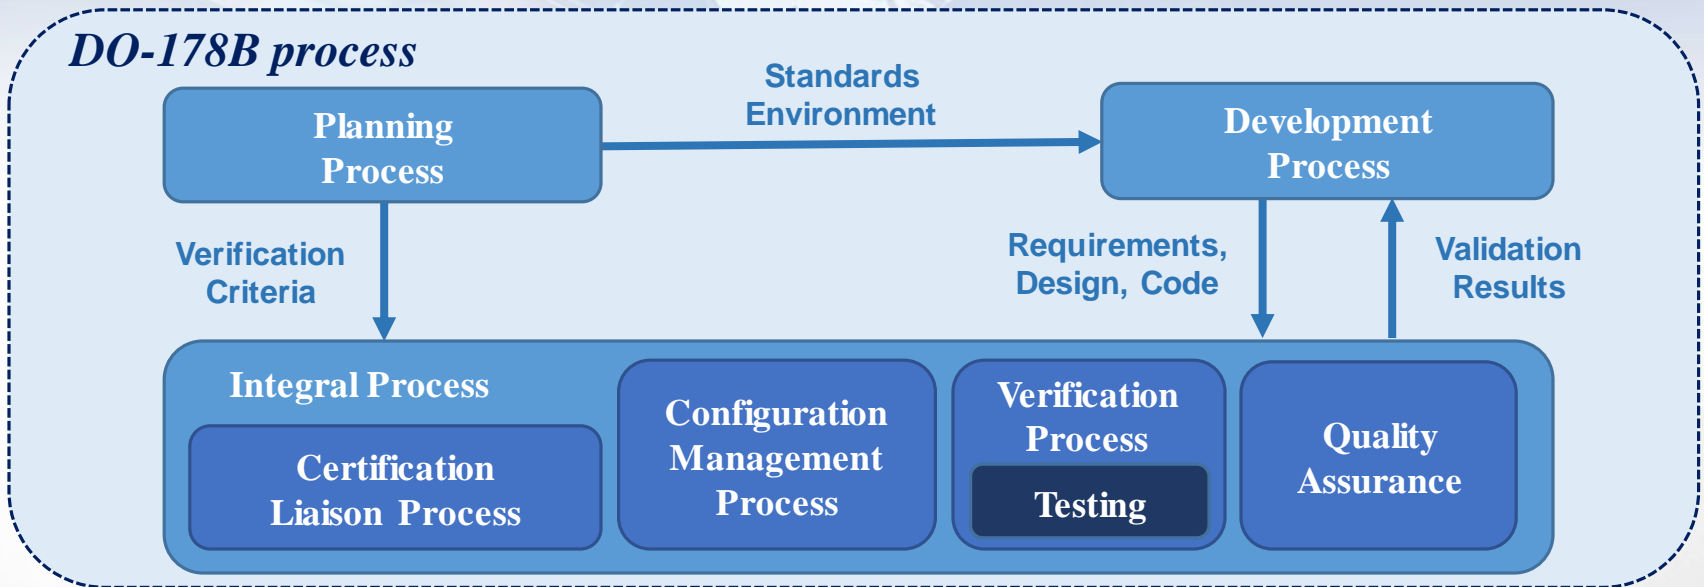 DO-178B process
Standards
Environment
Planning
Process
Development
Process
Verification
Criteria
Requirements,
Design, Code
Validation
Results
Integral Process
Certification
Liaison Process
Configuration
Management
Process
Verification
Process
Testing
Quality
Assurance